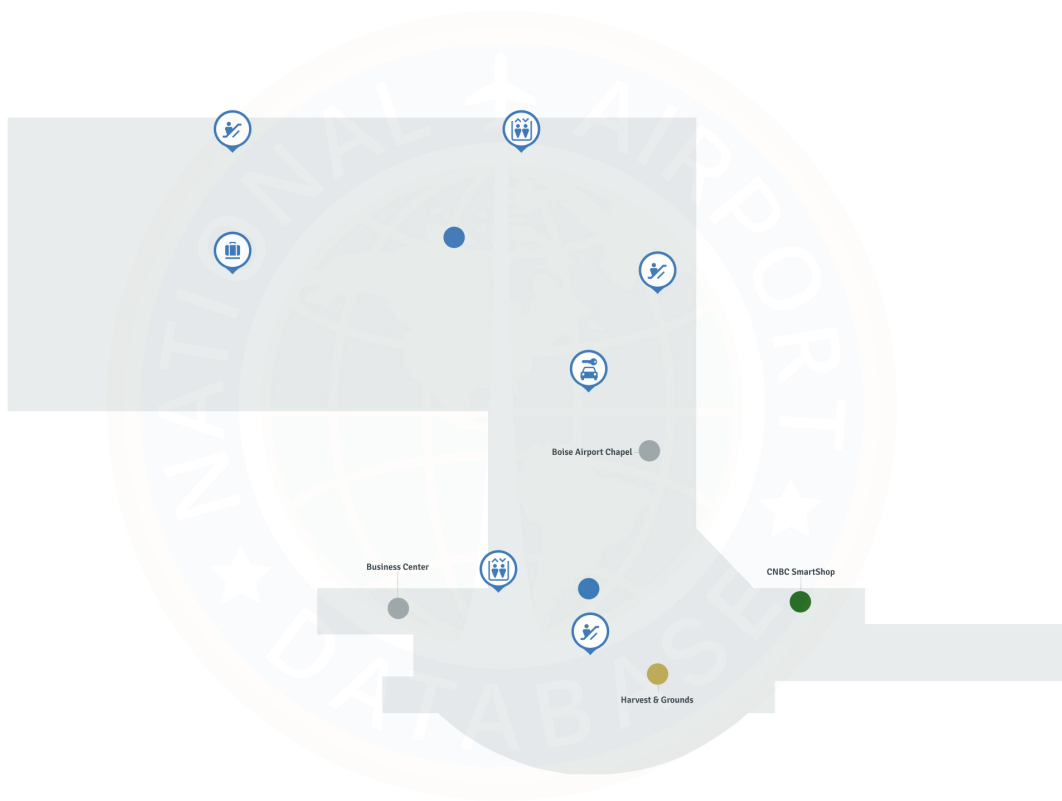 NATIONAL AIRPORT
Boise Airport Chapel
Business Center
CNBC SmartShop
Harvest & Grounds
DATABASE